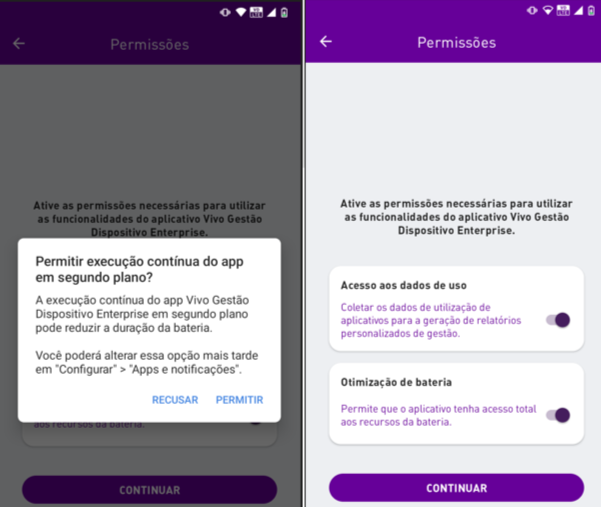 Permissões
Ative as permissões necessárias para utilizar
as funcionalidades do aplicativo Vivo Gestão
Dispositivo Enterprise.
Permitir execução contínua do app
em segundo plano?
A execução contínua do app Vivo Gestão
Dispositivo Enterprise em segundo plano
pode reduzir a duração da bateria.
Você poderá alterar essa opção mais tarde
em "Configurar" > "Apps e notificações".
RECUSAR PERMITIR
aos recursos da bateria.
CONTINUAR
Permissões
Ative as permissões necessárias para utilizar
as funcionalidades do aplicativo Vivo Gestão
Dispositivo Enterprise.
Acesso aos dados de uso
Coletar os dados de utilização de
aplicativos para a geração de relatórios
personalizados de gestão.
Otimização de bateria
Permite que o aplicativo tenha acesso total
aos recursos da bateria.
CONTINUAR